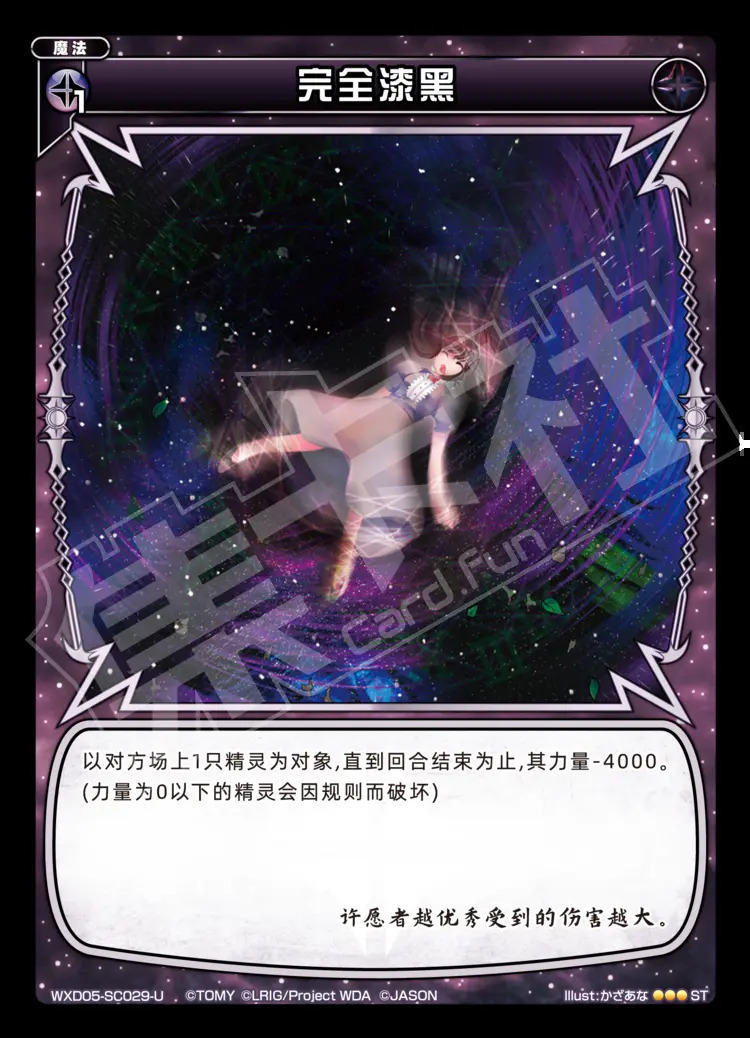 魔法
1
完全漆黑
集卡社
card.fun
以对方场上1只精灵为对象,直到回合结束为止,其力量-4000。
(力量为0以下的精灵会因规则而破坏)
许愿者越优秀受到的伤害越大。
WXD05-SC029-U ©TOMY ©LRIG/Project WDA ©JASON Illust:かざあな ST